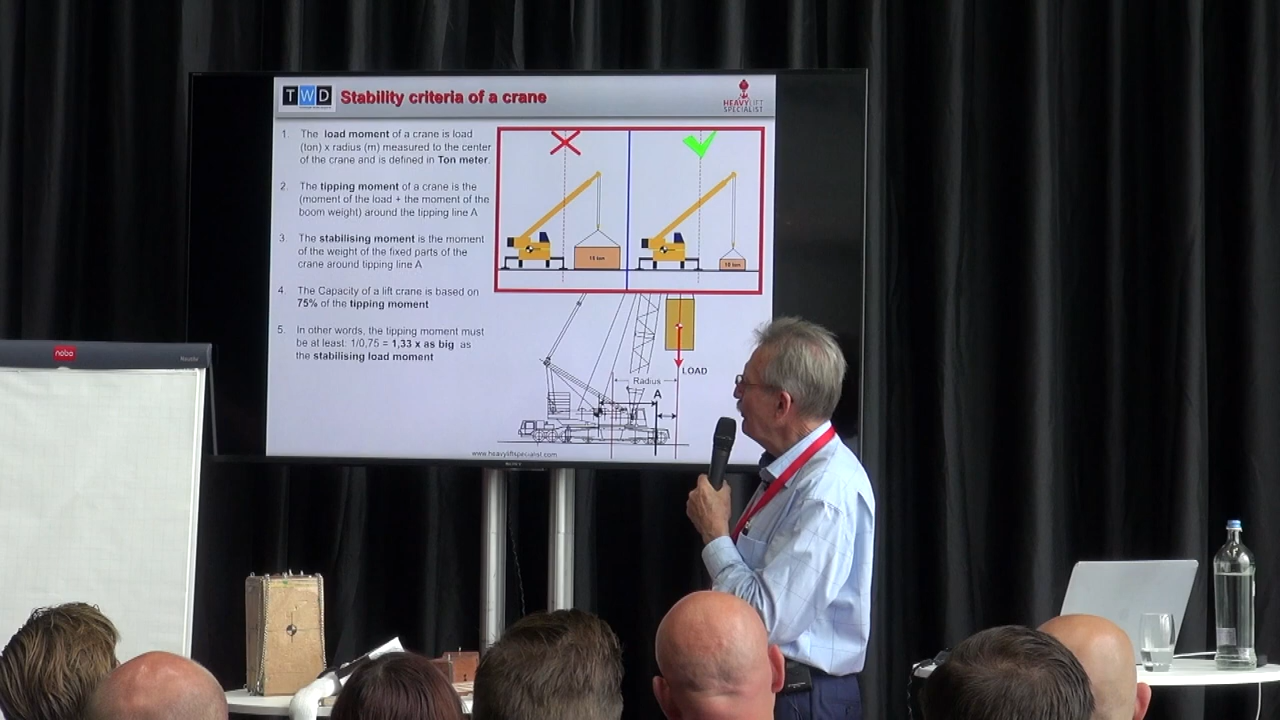 TWD
Stability criteria of a crane
HEAVYLIFT
SPECIALIST
1. The load moment of a crane is load
(ton) x radius (m) measured to the center
of the crane and is defined in Ton meter.
2. The tipping moment of a crane is the
(moment of the load + the moment of the
boom weight) around the tipping line A
3. The stabilising moment is the moment
of the weight of the fixed parts of the
crane around tipping line A
4. The Capacity of a lift crane is based on
75% of the tipping moment
5. In other words, the tipping moment must
be at least: 1/0,75 = 1,33 x as big as
the stabilising load moment
15 ton
10 ton
LOAD
Radius
A
www.heavyliftspecialist.com
SONY
nobo